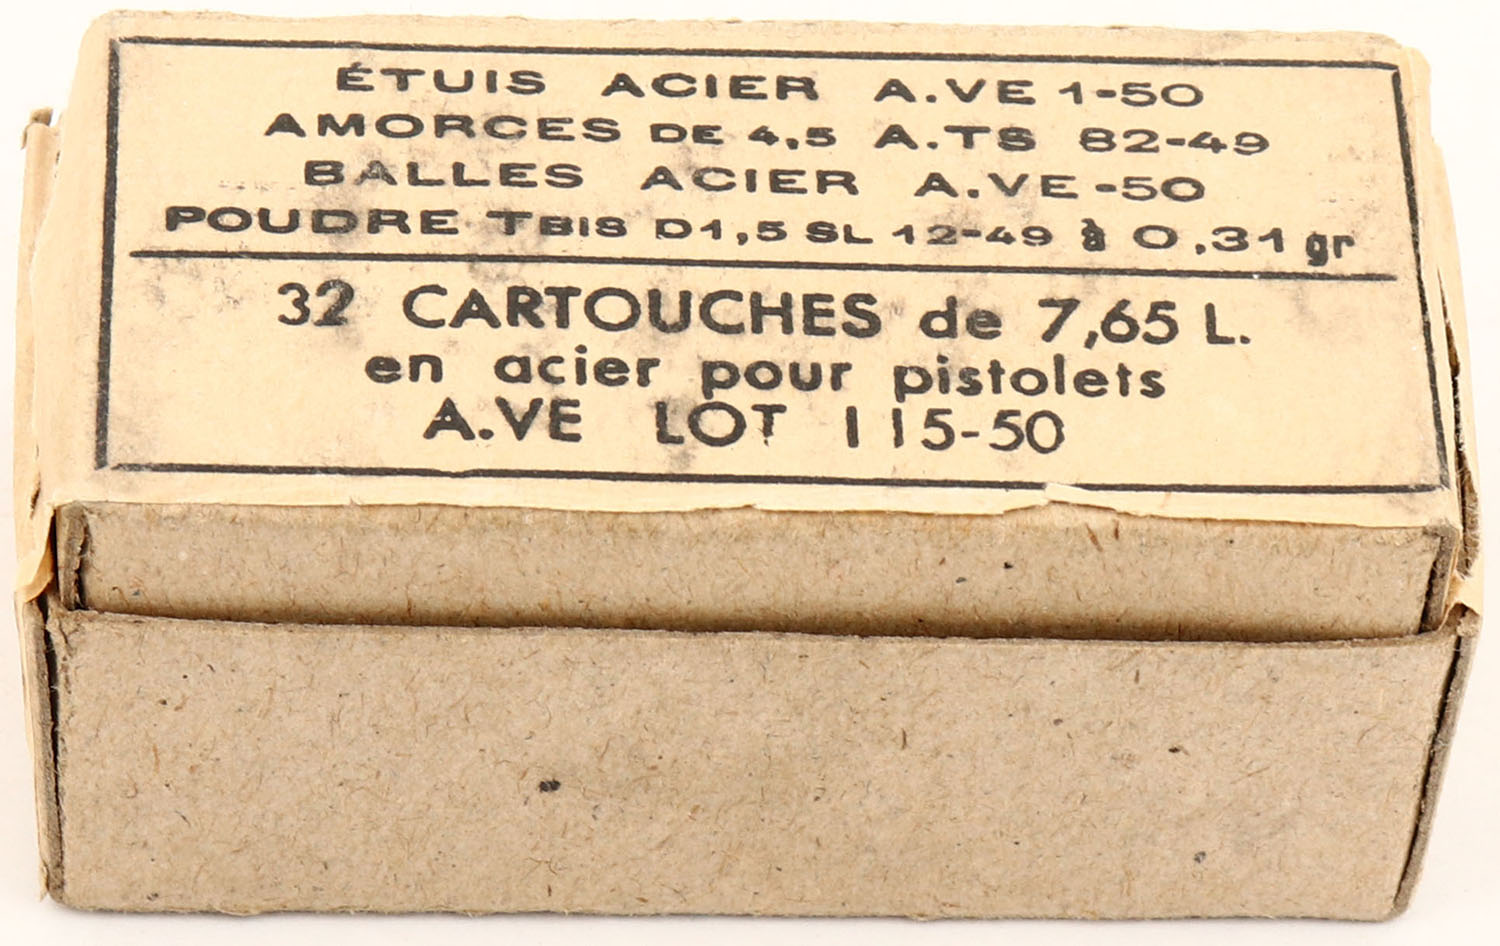 ÉTUIS ACIER A.VE 1-50
AMORCES DE 4,5 A.TS 82-49
BALLES ACIER A.VE-50
POUDRE TBIS D1,5 SL 12-49 à 0,31 gr
32 CARTOUCHES de 7,65 L.
en acier pour pistolets
A.VE LOT 115-50